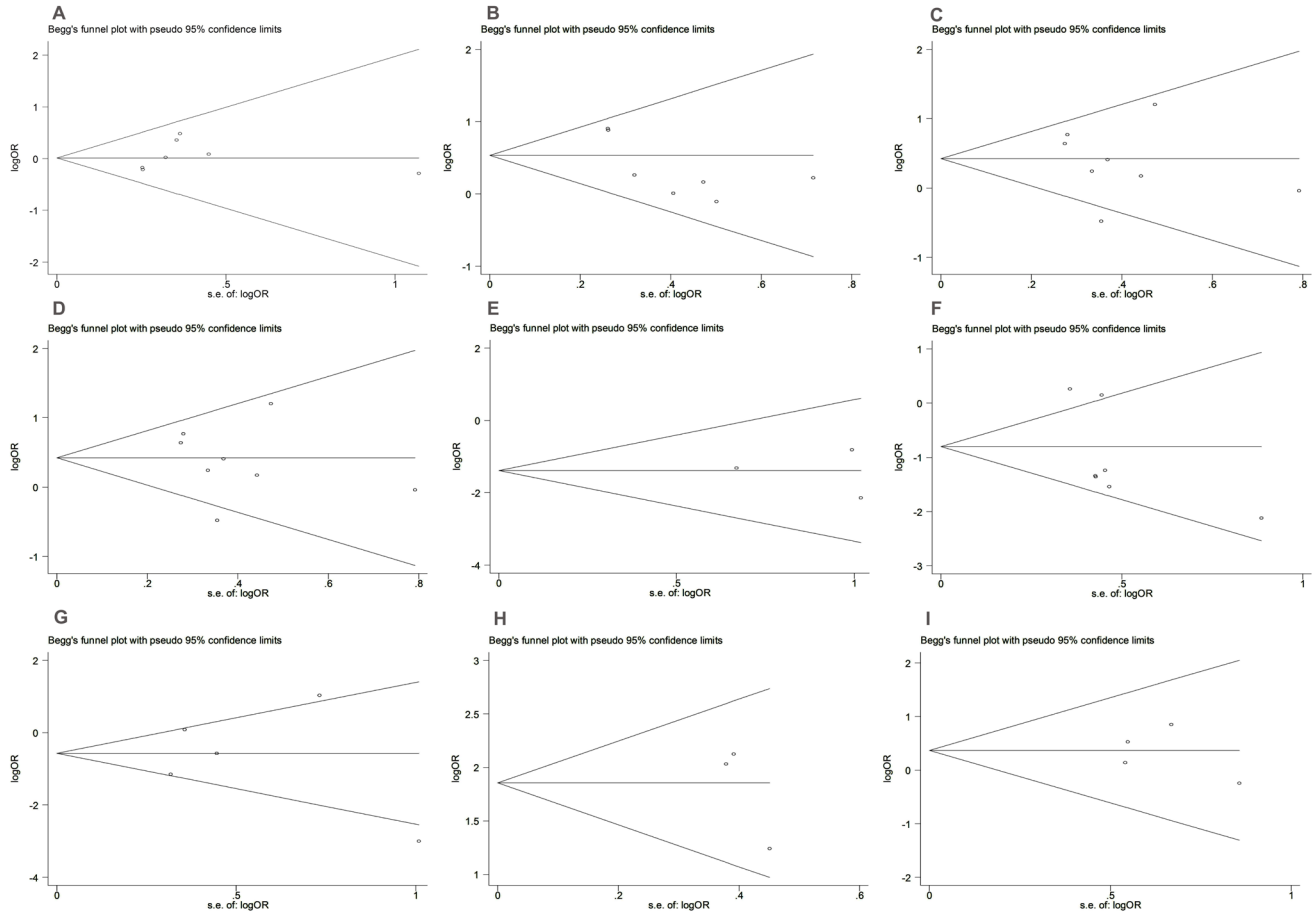 A
Begg's funnel plot with pseudo 95% confidence limits
logOR
2
1
0
-1
-2
0
.5
1
s.e. of: logOR
B
Begg's funnel plot with pseudo 95% confidence limits
logOR
2
1
0
-1
0
.2
.4
.6
.8
s.e. of: logOR
C
Begg's funnel plot with pseudo 95% confidence limits
logOR
2
1
0
-1
0
.2
.4
.6
.8
s.e. of: logOR
D
Begg's funnel plot with pseudo 95% confidence limits
logOR
2
1
0
-1
0
.2
.4
.6
.8
s.e. of: logOR
E
Begg's funnel plot with pseudo 95% confidence limits
logOR
2
0
-2
-4
0
.5
1
s.e. of: logOR
F
Begg's funnel plot with pseudo 95% confidence limits
logOR
1
0
-1
-2
-3
0
.5
1
s.e. of: logOR
G
Begg's funnel plot with pseudo 95% confidence limits
logOR
2
0
-2
-4
0
.5
1
s.e. of: logOR
H
Begg's funnel plot with pseudo 95% confidence limits
logOR
3
2.5
2
1.5
1
0
.2
.4
.6
s.e. of: logOR
I
Begg's funnel plot with pseudo 95% confidence limits
logOR
2
1
0
-1
-2
0
.5
1
s.e. of: logOR